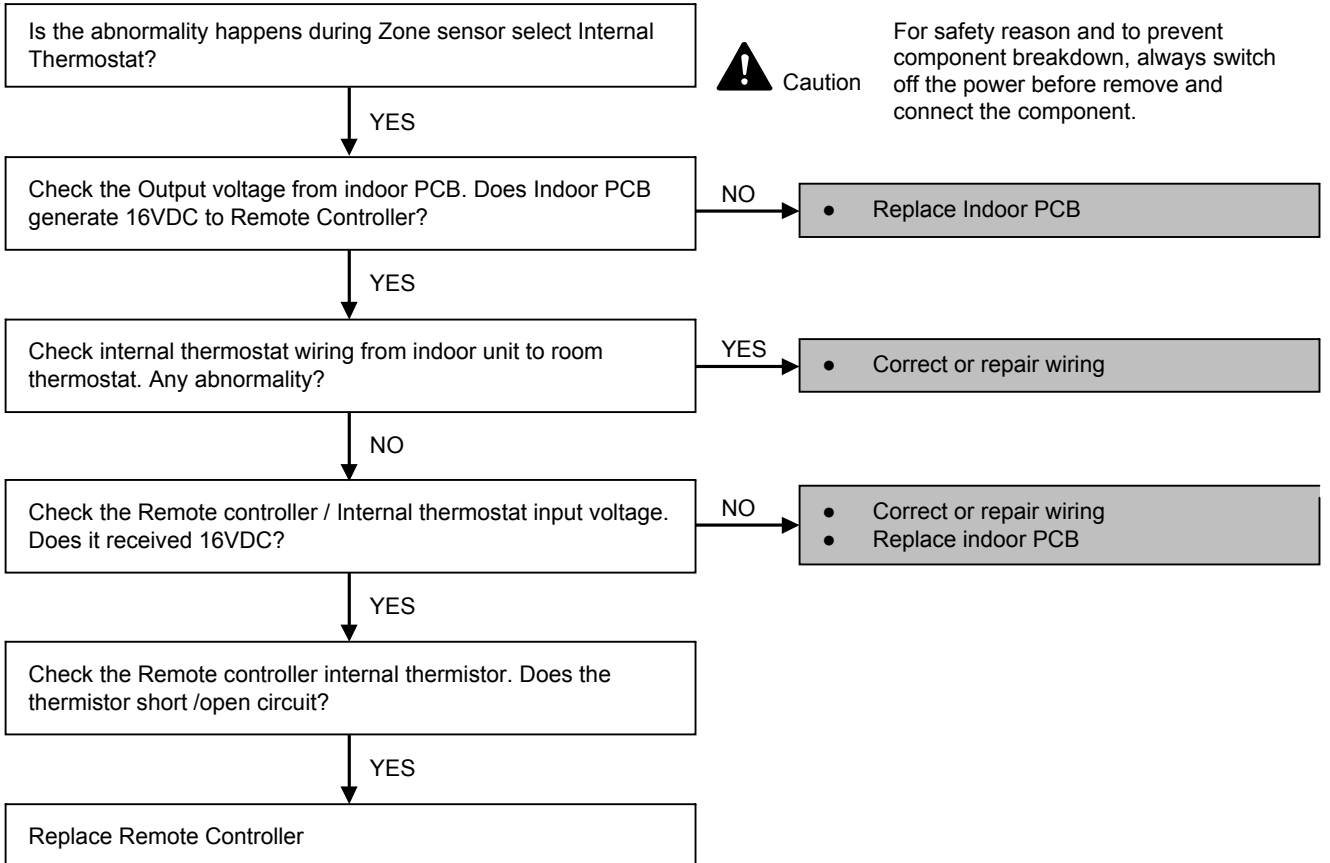 Is the abnormality happens during Zone sensor select Internal
Thermostat?
Caution
For safety reason and to prevent
component breakdown, always switch
off the power before remove and
connect the component.
YES
Check the Output voltage from indoor PCB. Does Indoor PCB
generate 16VDC to Remote Controller?
NO
● Replace Indoor PCB
YES
Check internal thermostat wiring from indoor unit to room
thermostat. Any abnormality?
YES
● Correct or repair wiring
NO
Check the Remote controller / Internal thermostat input voltage.
Does it received 16VDC?
NO
● Correct or repair wiring
● Replace indoor PCB
YES
Check the Remote controller internal thermistor. Does the
thermistor short /open circuit?
YES
Replace Remote Controller